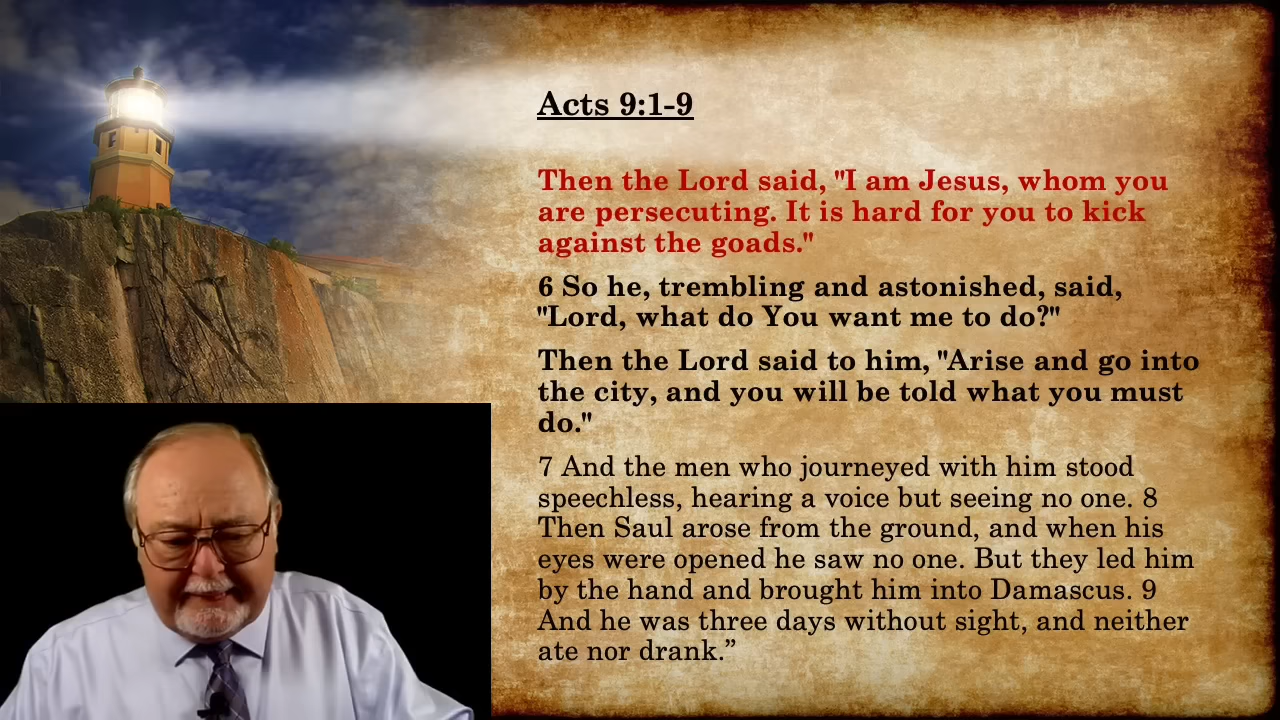 Acts 9:1-9
Then the Lord said, "I am Jesus, whom you
are persecuting. It is hard for you to kick
against the goads."
6 So he, trembling and astonished, said,
"Lord, what do You want me to do?"
Then the Lord said to him, "Arise and go into
the city, and you will be told what you must
do."
7 And the men who journeyed with him stood
speechless, hearing a voice but seeing no one. 8
Then Saul arose from the ground, and when his
eyes were opened he saw no one. But they led him
by the hand and brought him into Damascus. 9
And he was three days without sight, and neither
ate nor drank.”